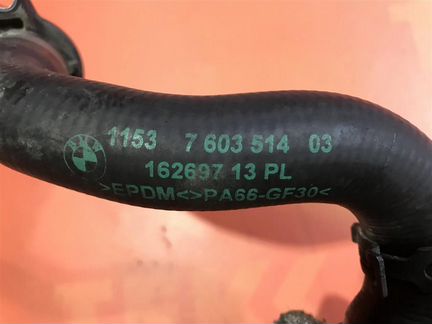 1153 7 603 514 03
162697 13 PL
>EPDM<>PA66-GF30<